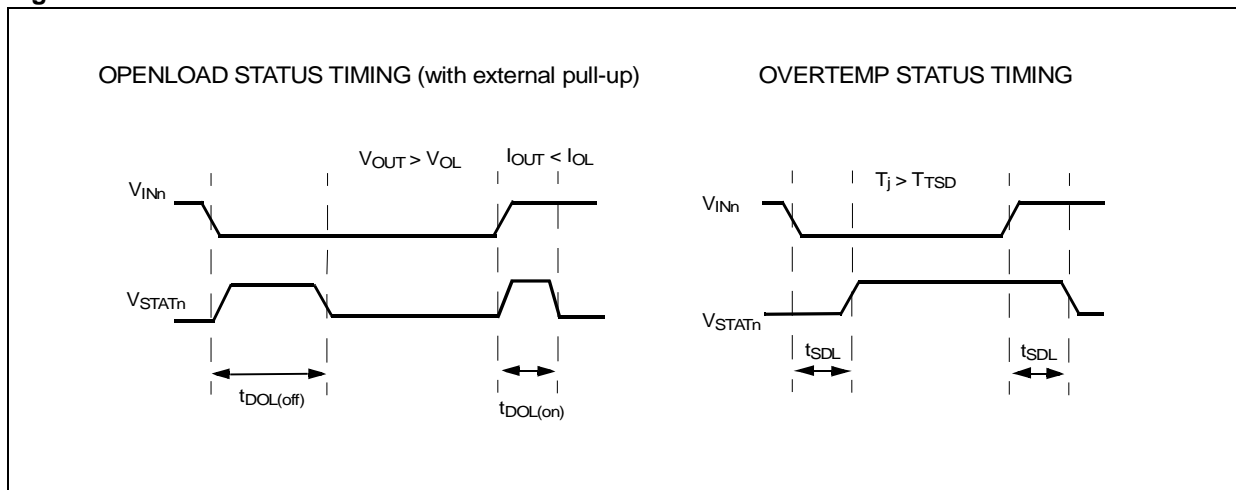 OPENLOAD STATUS TIMING (with external pull-up)
VOUT > VOL
IOUT < IOL
VINn
VSTATn
tDOL(off)
tDOL(on)
OVERTEMP STATUS TIMING
Tj > TTSD
VINn
VSTATn
tSDL
tSDL